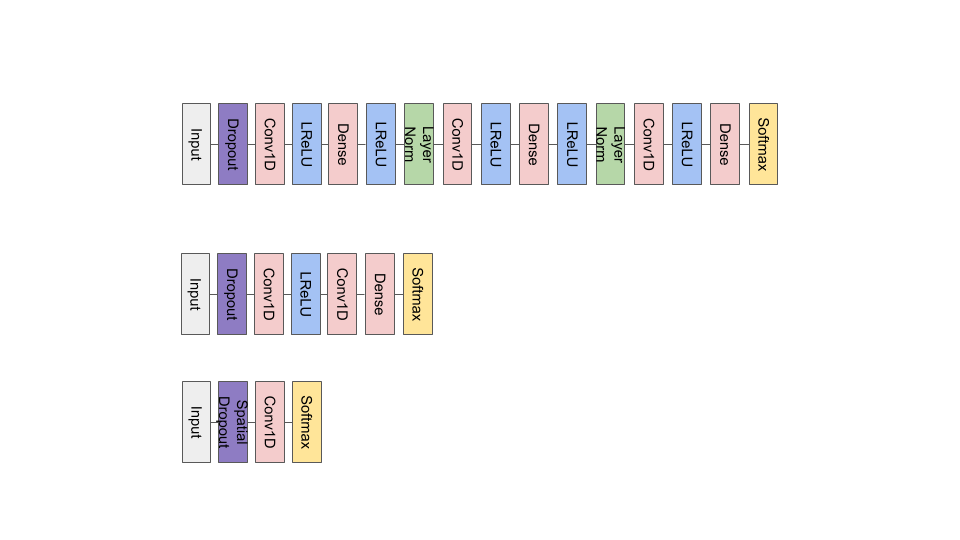 Input
Dropout
Conv1D
LReLU
Dense
LReLU
Layer
Norm
Conv1D
LReLU
Dense
LReLU
Layer
Norm
Conv1D
LReLU
Dense
Softmax
Input
Dropout
Conv1D
LReLU
Conv1D
Dense
Softmax
Input
Spatial
Dropout
Conv1D
Softmax